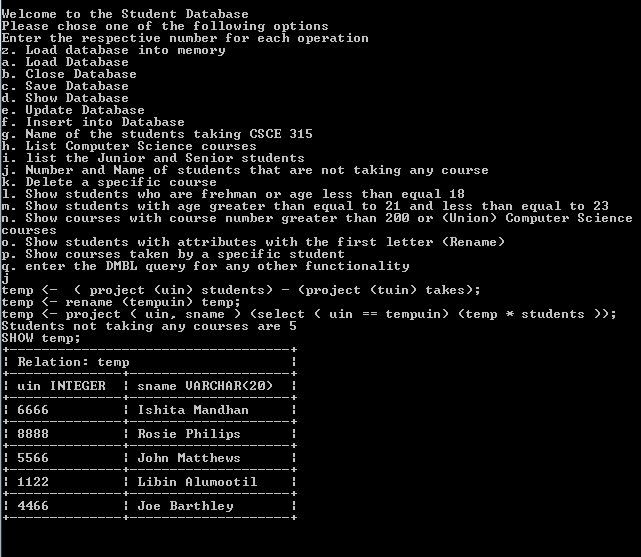 Welcome to the Student Database
Please chose one of the following options
Enter the respective number for each operation
z. Load database into memory
a. Load Database
b. Close Database
c. Save Database
d. Show Database
e. Update Database
f. Insert into Database
g. Name of the students taking CSCE 315
h. List Computer Science courses
i. list the Junior and Senior students
j. Number and Name of students that are not taking any course
k. Delete a specific course
l. Show students who are frehman or age less than equal 18
m. Show students with age greater than equal to 21 and less than equal to 23
n. Show courses with course number greater than 200 or (Union) Computer Science
courses
o. Show students with attributes with the first letter (Rename)
p. Show courses taken by a specific student
q. enter the DMBL query for any other functionality
j
temp <-  ( project (uin) students) - (project (tuin) takes);
temp <- rename (tempuin) temp;
temp <- project ( uin, sname ) (select ( uin == tempuin) (temp * students ));
Students not taking any courses are 5
SHOW temp;
+--------------+--------------------+
¦ Relation: temp                    ¦
+--------------+--------------------+
¦ uin INTEGER  ¦ sname VARCHAR(20)  ¦
+--------------+--------------------+
¦ 6666         ¦ Ishita Mandhan     ¦
+--------------+--------------------+
¦ 8888         ¦ Rosie Philips      ¦
+--------------+--------------------+
¦ 5566         ¦ John Matthews      ¦
+--------------+--------------------+
¦ 1122         ¦ Libin Alumootil    ¦
+--------------+--------------------+
¦ 4466         ¦ Joe Barthley       ¦
+--------------+--------------------+